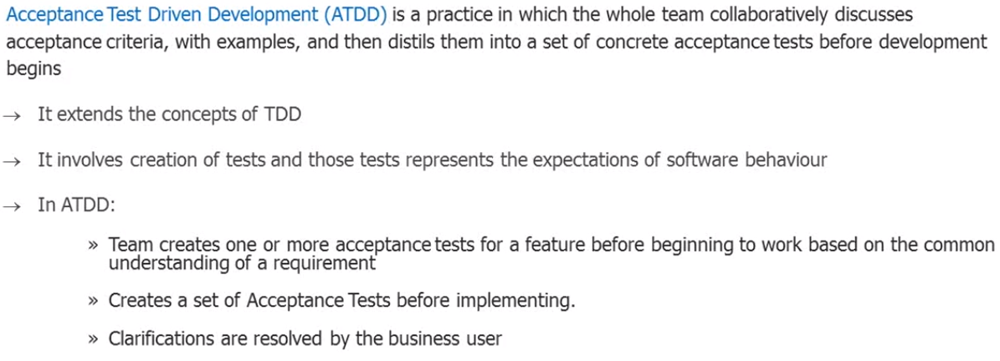 Acceptance Test Driven Development (ATDD) is a practice in which the whole team collaboratively discusses
acceptance criteria, with examples, and then distils them into a set of concrete acceptance tests before development
begins
→ It extends the concepts of TDD
→ It involves creation of tests and those tests represents the expectations of software behaviour
→ In ATDD:
» Team creates one or more acceptance tests for a feature before beginning to work based on the common
understanding of a requirement
» Creates a set of Acceptance Tests before implementing.
» Clarifications are resolved by the business user